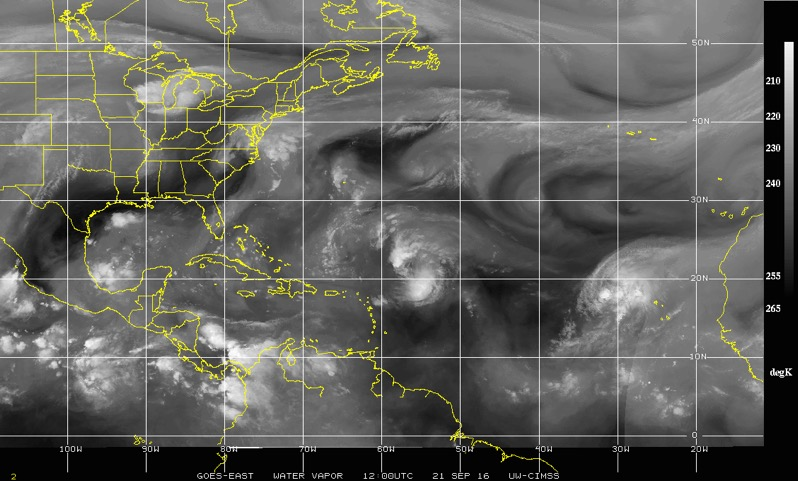 50N
210
220
40N
230
240
30N
255
20N
265
10N
degK
0
100W 90W 80W 70W 60W 50W 40W 30W 20W
2 GOES-EAST WATER VAPOR 12:00UTC 21 SEP 16 UW-CIMSS